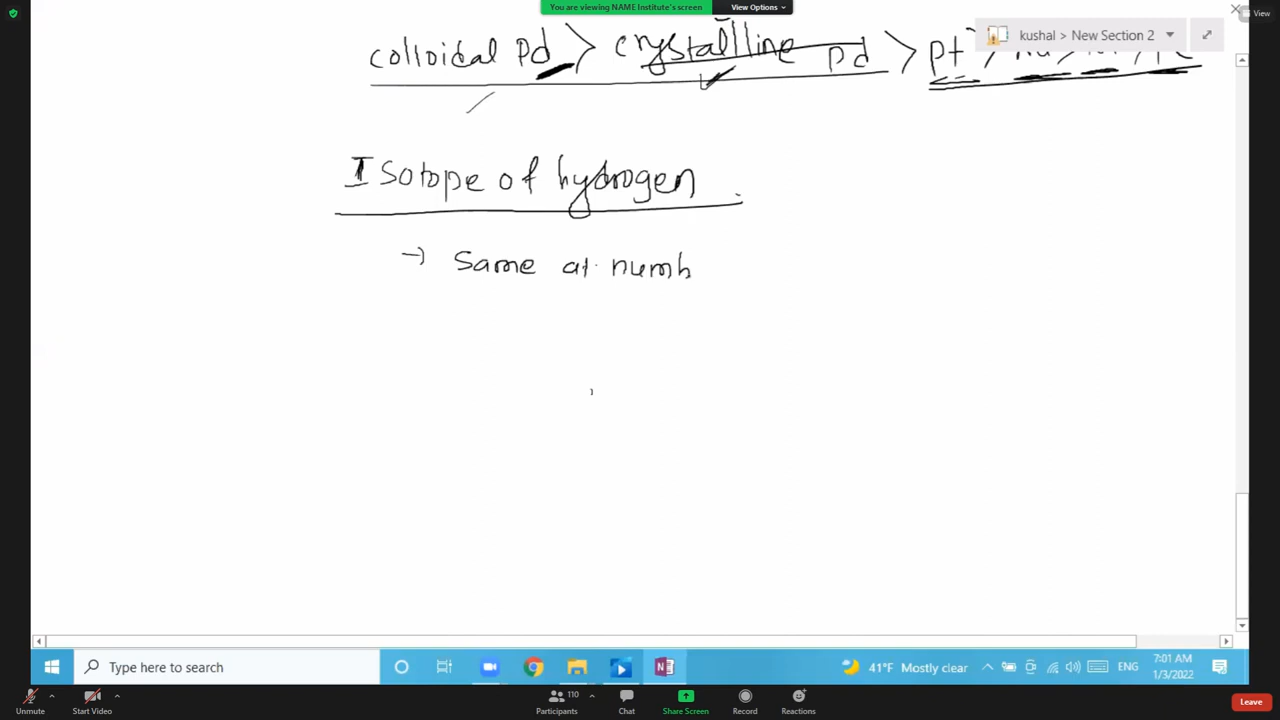 You are viewing NAME Institute's screen
View Options
View
kushal > New Section 2
colloidal Pd > crystalline Pd > pt >
Isotope of hydrogen
→ Same at. numb
Type here to search
41°F Mostly clear
ENG
7:01 AM
1/3/2022
Unmute
Start Video
110
Participants
Chat
Share Screen
Record
Reactions
Leave